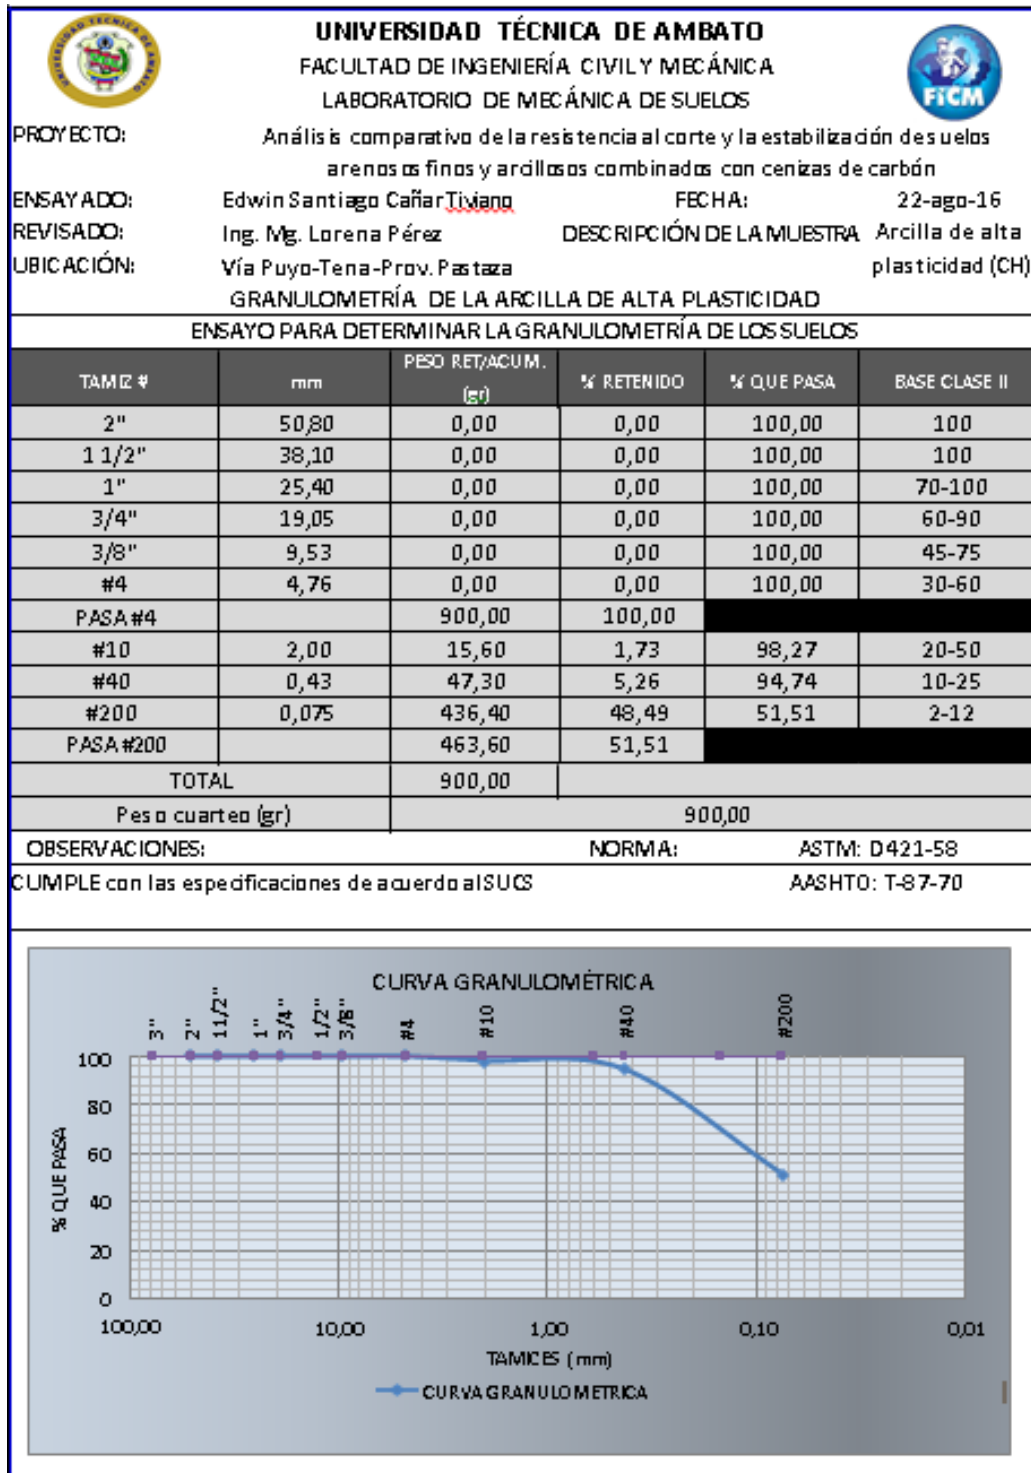 UNIVERSIDAD TÉCNICA DE AMBATO
FACULTAD DE INGENIERÍA CIVIL Y MECÁNICA
LABORATORIO DE MECÁNICA DE SUELOS
UNIVERSIDAD TECNICA DE AMBATO
FICM
PROYECTO: Análisis comparativo de la resistencia al corte y la estabilización de suelos
arenosos finos y arcillosos combinados con cenizas de carbón
ENSAYADO: Edwin Santiago Cañar Tiviano FECHA: 22-ago-16
REVISADO: Ing. Mg. Lorena Pérez DESCRIPCIÓN DE LA MUESTRA Arcilla de alta
UBICACIÓN: Vía Puyo-Tena-Prov. Pastaza plasticidad (CH)
GRANULOMETRÍA DE LA ARCILLA DE ALTA PLASTICIDAD
ENSAYO PARA DETERMINAR LA GRANULOMETRÍA DE LOS SUELOS
TAMIZ # mm PESO RET/ACUM. (gr) % RETENIDO % QUE PASA BASE CLASE II
2" 50,80 0,00 0,00 100,00 100
1 1/2" 38,10 0,00 0,00 100,00 100
1" 25,40 0,00 0,00 100,00 70-100
3/4" 19,05 0,00 0,00 100,00 60-90
3/8" 9,53 0,00 0,00 100,00 45-75
#4 4,76 0,00 0,00 100,00 30-60
PASA #4 900,00 100,00
#10 2,00 15,60 1,73 98,27 20-50
#40 0,43 47,30 5,26 94,74 10-25
#200 0,075 436,40 48,49 51,51 2-12
PASA #200 463,60 51,51
TOTAL 900,00
Peso cuarteo (gr) 900,00
OBSERVACIONES: NORMA: ASTM: D421-58
CUMPLE con las especificaciones de acuerdo al SUCS AASHTO: T-87-70
CURVA GRANULOMÉTRICA
3" 2" 1 1/2" 1" 3/4" 1/2" 3/8" #4 #10 #40 #200
% QUE PASA
100
80
60
40
20
0
100,00 10,00 1,00 0,10 0,01
TAMICES (mm)
CURVA GRANULOMETRICA